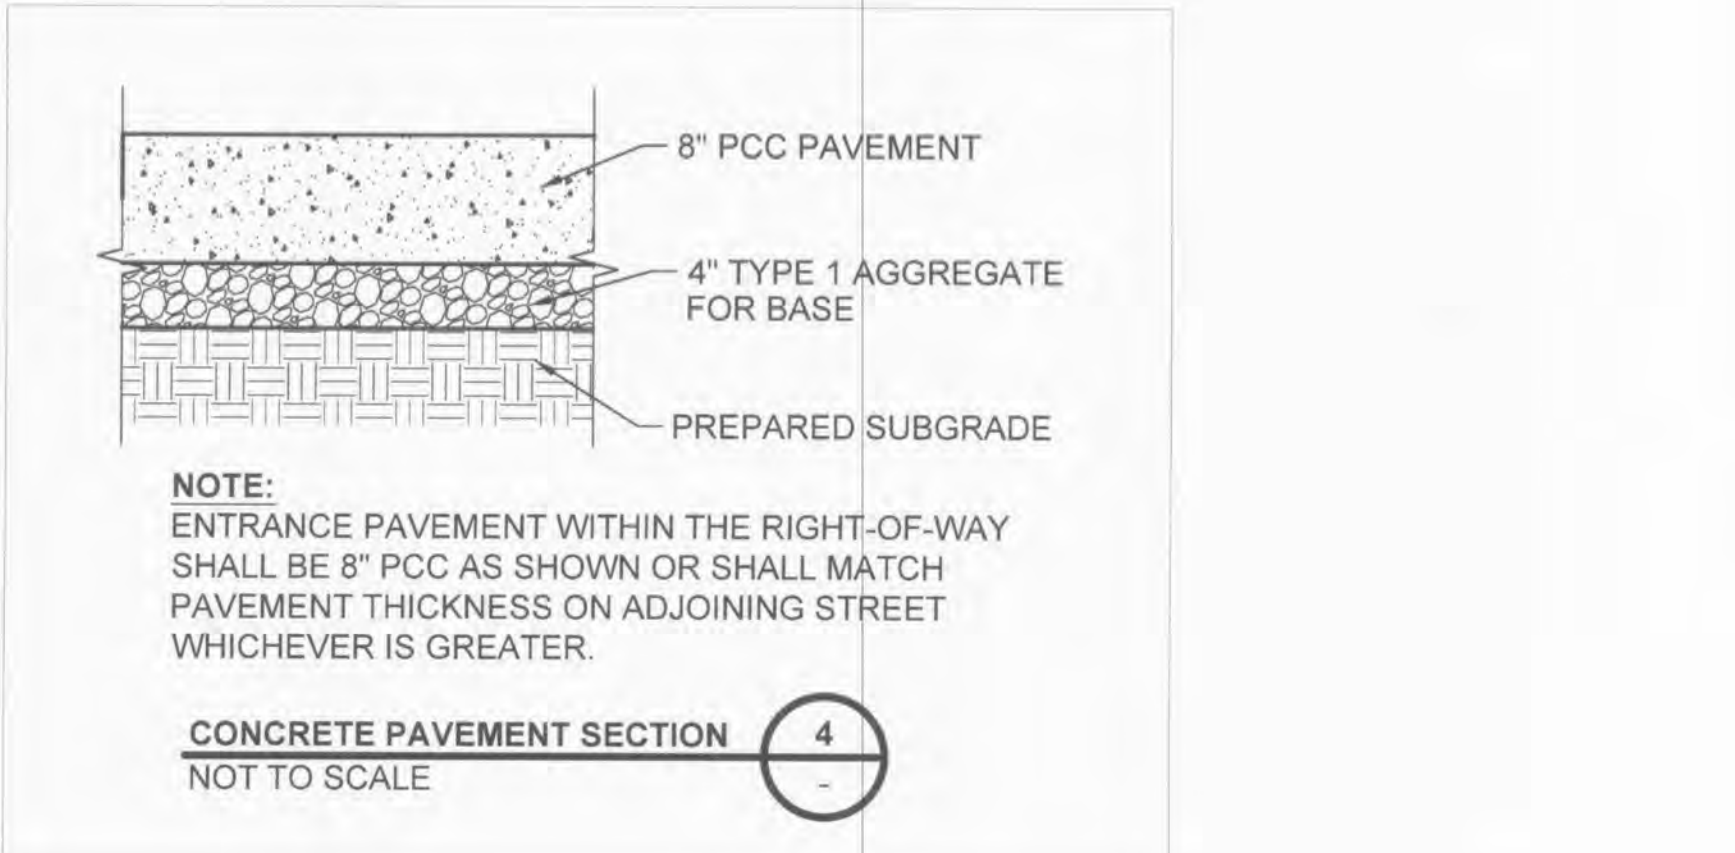 8" PCC PAVEMENT
4" TYPE 1 AGGREGATE
FOR BASE
PREPARED SUBGRADE
NOTE:
ENTRANCE PAVEMENT WITHIN THE RIGHT-OF-WAY
SHALL BE 8" PCC AS SHOWN OR SHALL MATCH
PAVEMENT THICKNESS ON ADJOINING STREET
WHICHEVER IS GREATER.
CONCRETE PAVEMENT SECTION
4
NOT TO SCALE
-